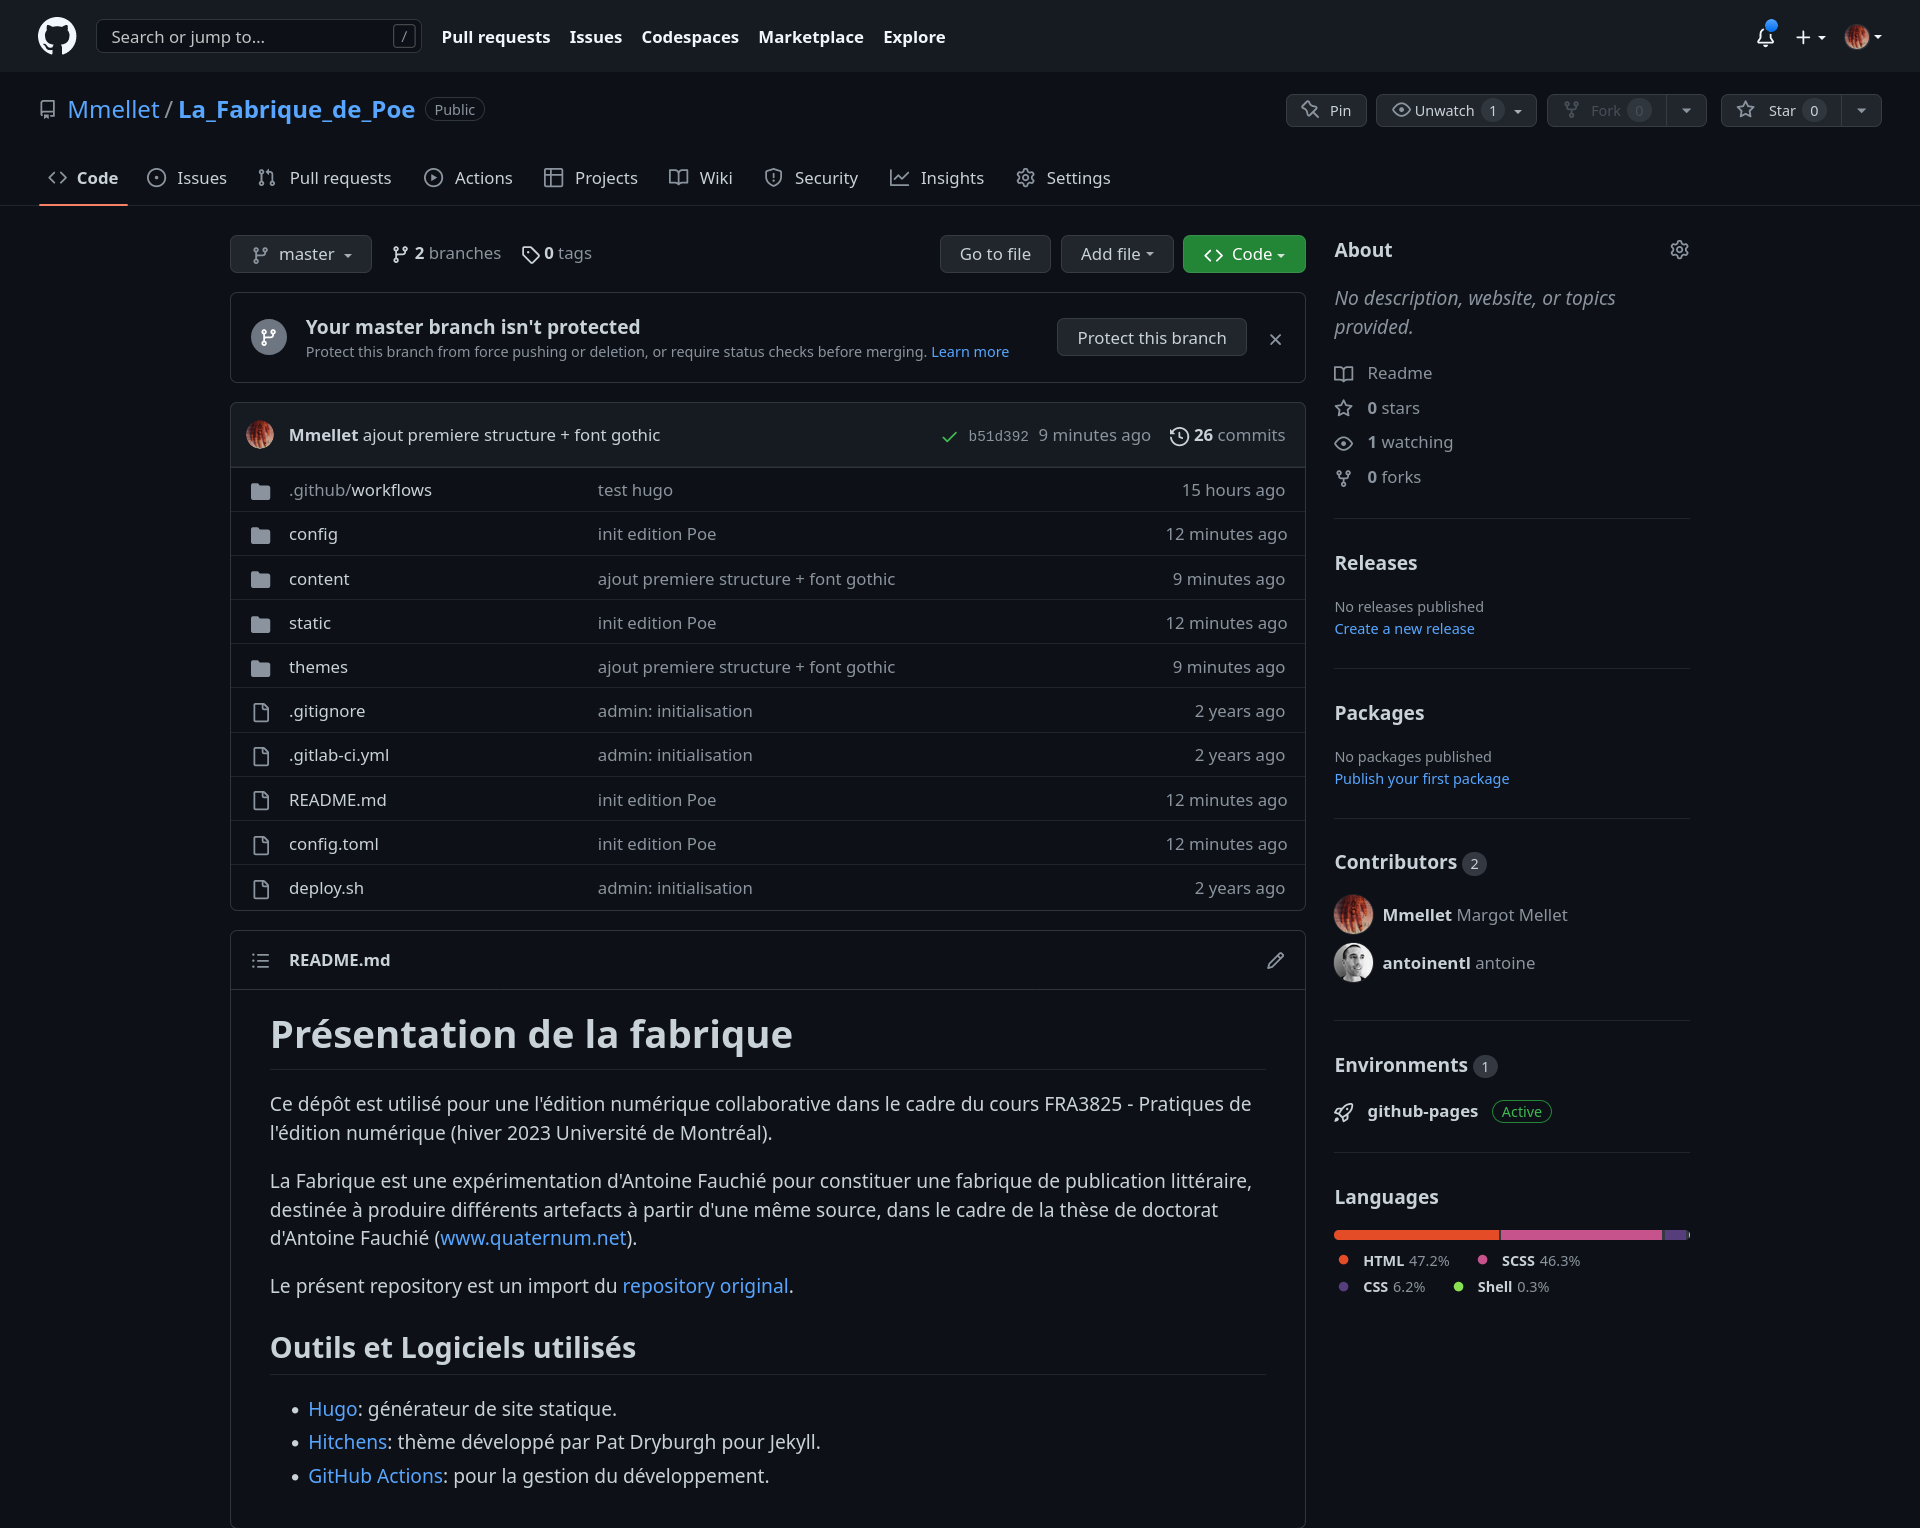 Search or jump to... /
Pull requests Issues Codespaces Marketplace Explore
Mmellet / La_Fabrique_de_Poe Public
Pin Unwatch 1 Fork 0 Star 0
Code Issues Pull requests Actions Projects Wiki Security Insights Settings
master 2 branches 0 tags Go to file Add file Code
Your master branch isn't protected
Protect this branch from force pushing or deletion, or require status checks before merging. Learn more
Protect this branch
Mmellet ajout premiere structure + font gothic b51d392 9 minutes ago 26 commits
.github/workflows test hugo 15 hours ago
config init edition Poe 12 minutes ago
content ajout premiere structure + font gothic 9 minutes ago
static init edition Poe 12 minutes ago
themes ajout premiere structure + font gothic 9 minutes ago
.gitignore admin: initialisation 2 years ago
.gitlab-ci.yml admin: initialisation 2 years ago
README.md init edition Poe 12 minutes ago
config.toml init edition Poe 12 minutes ago
deploy.sh admin: initialisation 2 years ago
README.md
Présentation de la fabrique
Ce dépôt est utilisé pour une l'édition numérique collaborative dans le cadre du cours FRA3825 - Pratiques de
l'édition numérique (hiver 2023 Université de Montréal).
La Fabrique est une expérimentation d'Antoine Fauchié pour constituer une fabrique de publication littéraire,
destinée à produire différents artefacts à partir d'une même source, dans le cadre de la thèse de doctorat
d'Antoine Fauchié (www.quaternum.net).
Le présent repository est un import du repository original.
Outils et Logiciels utilisés
• Hugo: générateur de site statique.
• Hitchens: thème développé par Pat Dryburgh pour Jekyll.
• GitHub Actions: pour la gestion du développement.
About
No description, website, or topics
provided.
Readme
0 stars
1 watching
0 forks
Releases
No releases published
Create a new release
Packages
No packages published
Publish your first package
Contributors 2
Mmellet Margot Mellet
antoinentl antoine
Environments 1
github-pages Active
Languages
HTML 47.2% SCSS 46.3%
CSS 6.2% Shell 0.3%